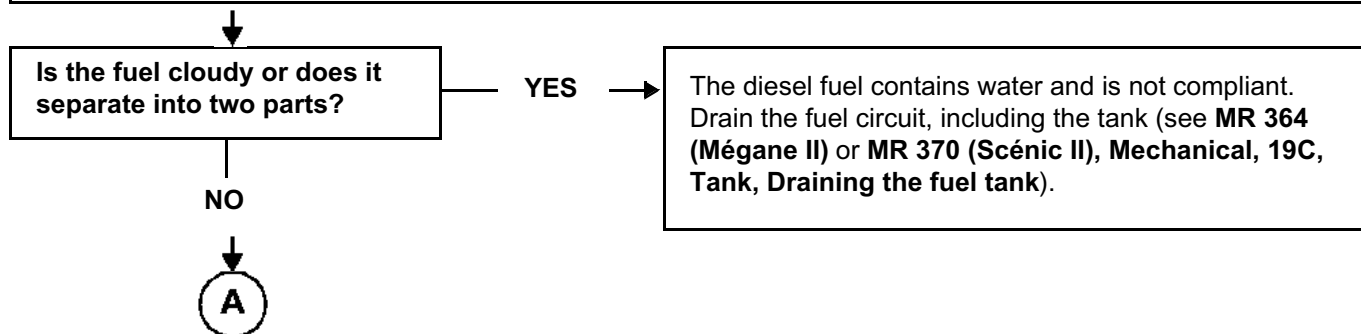 Is the fuel cloudy or does it
separate into two parts?
YES
The diesel fuel contains water and is not compliant.
Drain the fuel circuit, including the tank (see MR 364
(Mégane II) or MR 370 (Scénic II), Mechanical, 19C,
Tank, Draining the fuel tank).
NO
A